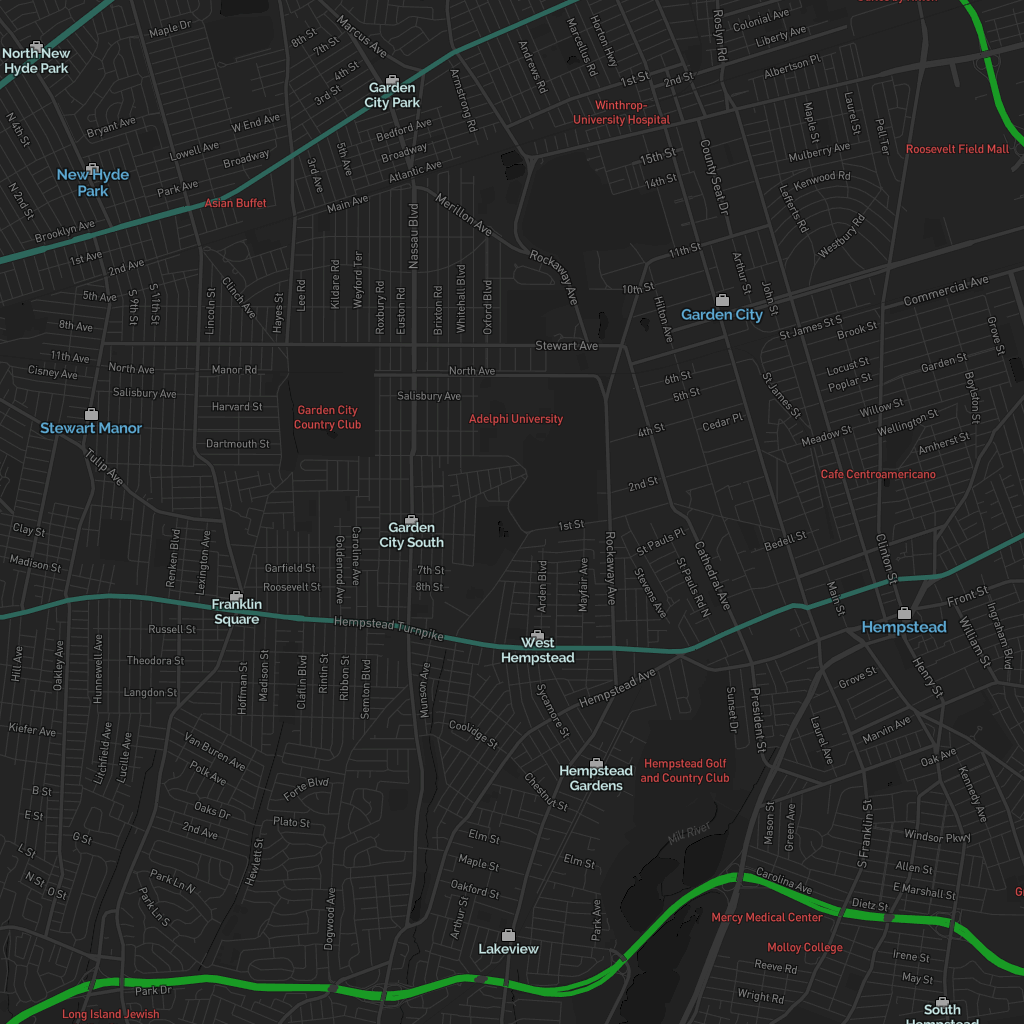 Maple Dr
Marcus Ave
Horton Hwy
Marcellus Rd
Andrews Rd
Roslyn Rd
Colonial Ave
Liberty Ave
8th St
7th St
North New
Hyde Park
4th St
3rd St
Garden
City Park
Armstrong Rd
1st St
2nd St
Albertson Pl
Winthrop-
University Hospital
Maple St
Laurel St
Pell Ter
N 4th St
Bryant Ave
W End Ave
Bedford Ave
Broadway
Atlantic Ave
Lowell Ave
Broadway
5th Ave
3rd Ave
15th St
14th St
County Seat Dr
Mulberry Ave
Roosevelt Field Mall
New Hyde
Park
N 2nd St
Park Ave
Asian Buffet
Main Ave
Merillon Ave
Kenwood Rd
Lefferts Rd
Westbury Rd
Brooklyn Ave
1st Ave
2nd Ave
Nassau Blvd
Rockaway Ave
11th St
10th St
Arthur St
John St
Hilton Ave
Commercial Ave
5th Ave
8th Ave
S 9th St
S 11th St
Lincoln St
Clinch Ave
Hayes St
Lee Rd
Kildare Rd
Weyford Ter
Roxbury Rd
Euston Rd
Brixton Rd
Whitehall Blvd
Oxford Blvd
Garden City
St James St S
Brook St
Grove St
11th Ave
Cisney Ave
North Ave
Manor Rd
Stewart Ave
North Ave
Locust St
Poplar St
Garden St
Salisbury Ave
Salisbury Ave
6th St
5th St
St James St
Boylston St
Harvard St
Garden City
Country Club
Adelphi University
Stewart Manor
Dartmouth St
4th St
Cedar Pl
Willow St
Wellington St
Meadow St
Amherst St
Tulip Ave
2nd St
Cafe Centroamericano
Clay St
Madison St
Renken Blvd
Lexington Ave
Goldenrod Ave
Caroline Ave
Garden
City South
1st St
Rockaway Ave
St Pauls Pl
Bedell St
Clinton St
Garfield St
Roosevelt St
7th St
8th St
Arden Blvd
Mayfair Ave
Stevens Ave
St Pauls Rd N
Cathedral Ave
Main St
Front St
Franklin
Square
Russell St
Hempstead Turnpike
West
Hempstead
Hempstead
Ingraham Blvd
William St
Hill Ave
Oakley Ave
Hunnewell Ave
Theodora St
Langdon St
Hoffman St
Madison St
Claflin Blvd
Rintin St
Ribbon St
Semton Blvd
Munson Ave
Sycamore St
Hempstead Ave
Sunset Dr
President St
Grove St
Henry St
Laurel Ave
Marvin Ave
Kiefer Ave
Litchfield Ave
Lucille Ave
Van Buren Ave
Polk Ave
Coolidge St
Hempstead
Gardens
Hempstead Golf
and Country Club
Oak Ave
Kennedy Ave
Chestnut St
B St
E St
G St
L St
N St
O St
Forte Blvd
Oaks Dr
2nd Ave
Plato St
Hewlett St
Elm St
Mill River
Mason St
Green Ave
S Franklin St
Windsor Pkwy
Maple St
Elm St
Oakford St
Arthur St
Allen St
E Marshall St
Park Ln N
Park Ln S
Dogwood Ave
Park Ave
Carolina Ave
Dietz St
Mercy Medical Center
Molloy College
Lakeview
Irene St
May St
Reeve Rd
Wright Rd
Park Dr
Long Island Jewish
South
Hempstead